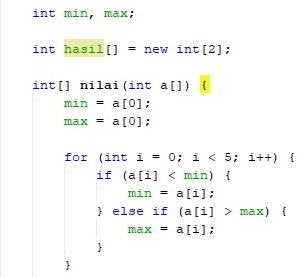 int min, max;
int hasil[] = new int[2];
int[] nilai(int a[]) {
min = a[0];
max = a[0];
for (int i = 0; i < 5; i++) {
if (a[i] < min) {
min = a[i];
} else if (a[i] > max) {
max = a[i];
}
}